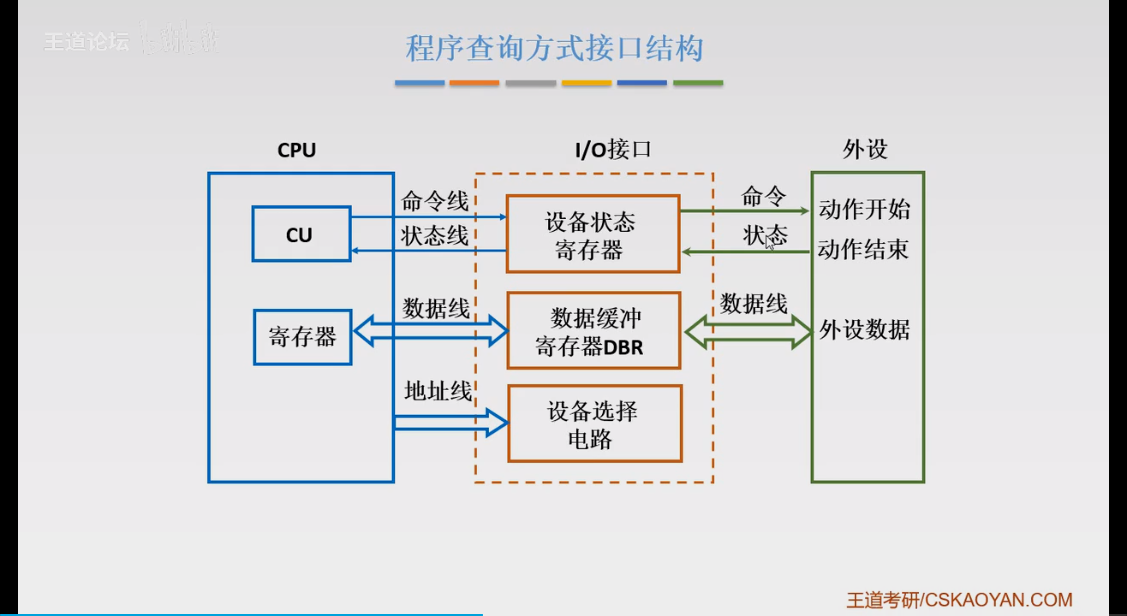 王道论坛
程序查询方式接口结构
CPU
I/O接口
外设
命令线
命令
CU
设备状态
寄存器
动作开始
状态线
状态
动作结束
数据线
数据线
寄存器
数据缓冲
寄存器DBR
外设数据
地址线
设备选择
电路
王道考研/CSKAOYAN.COM